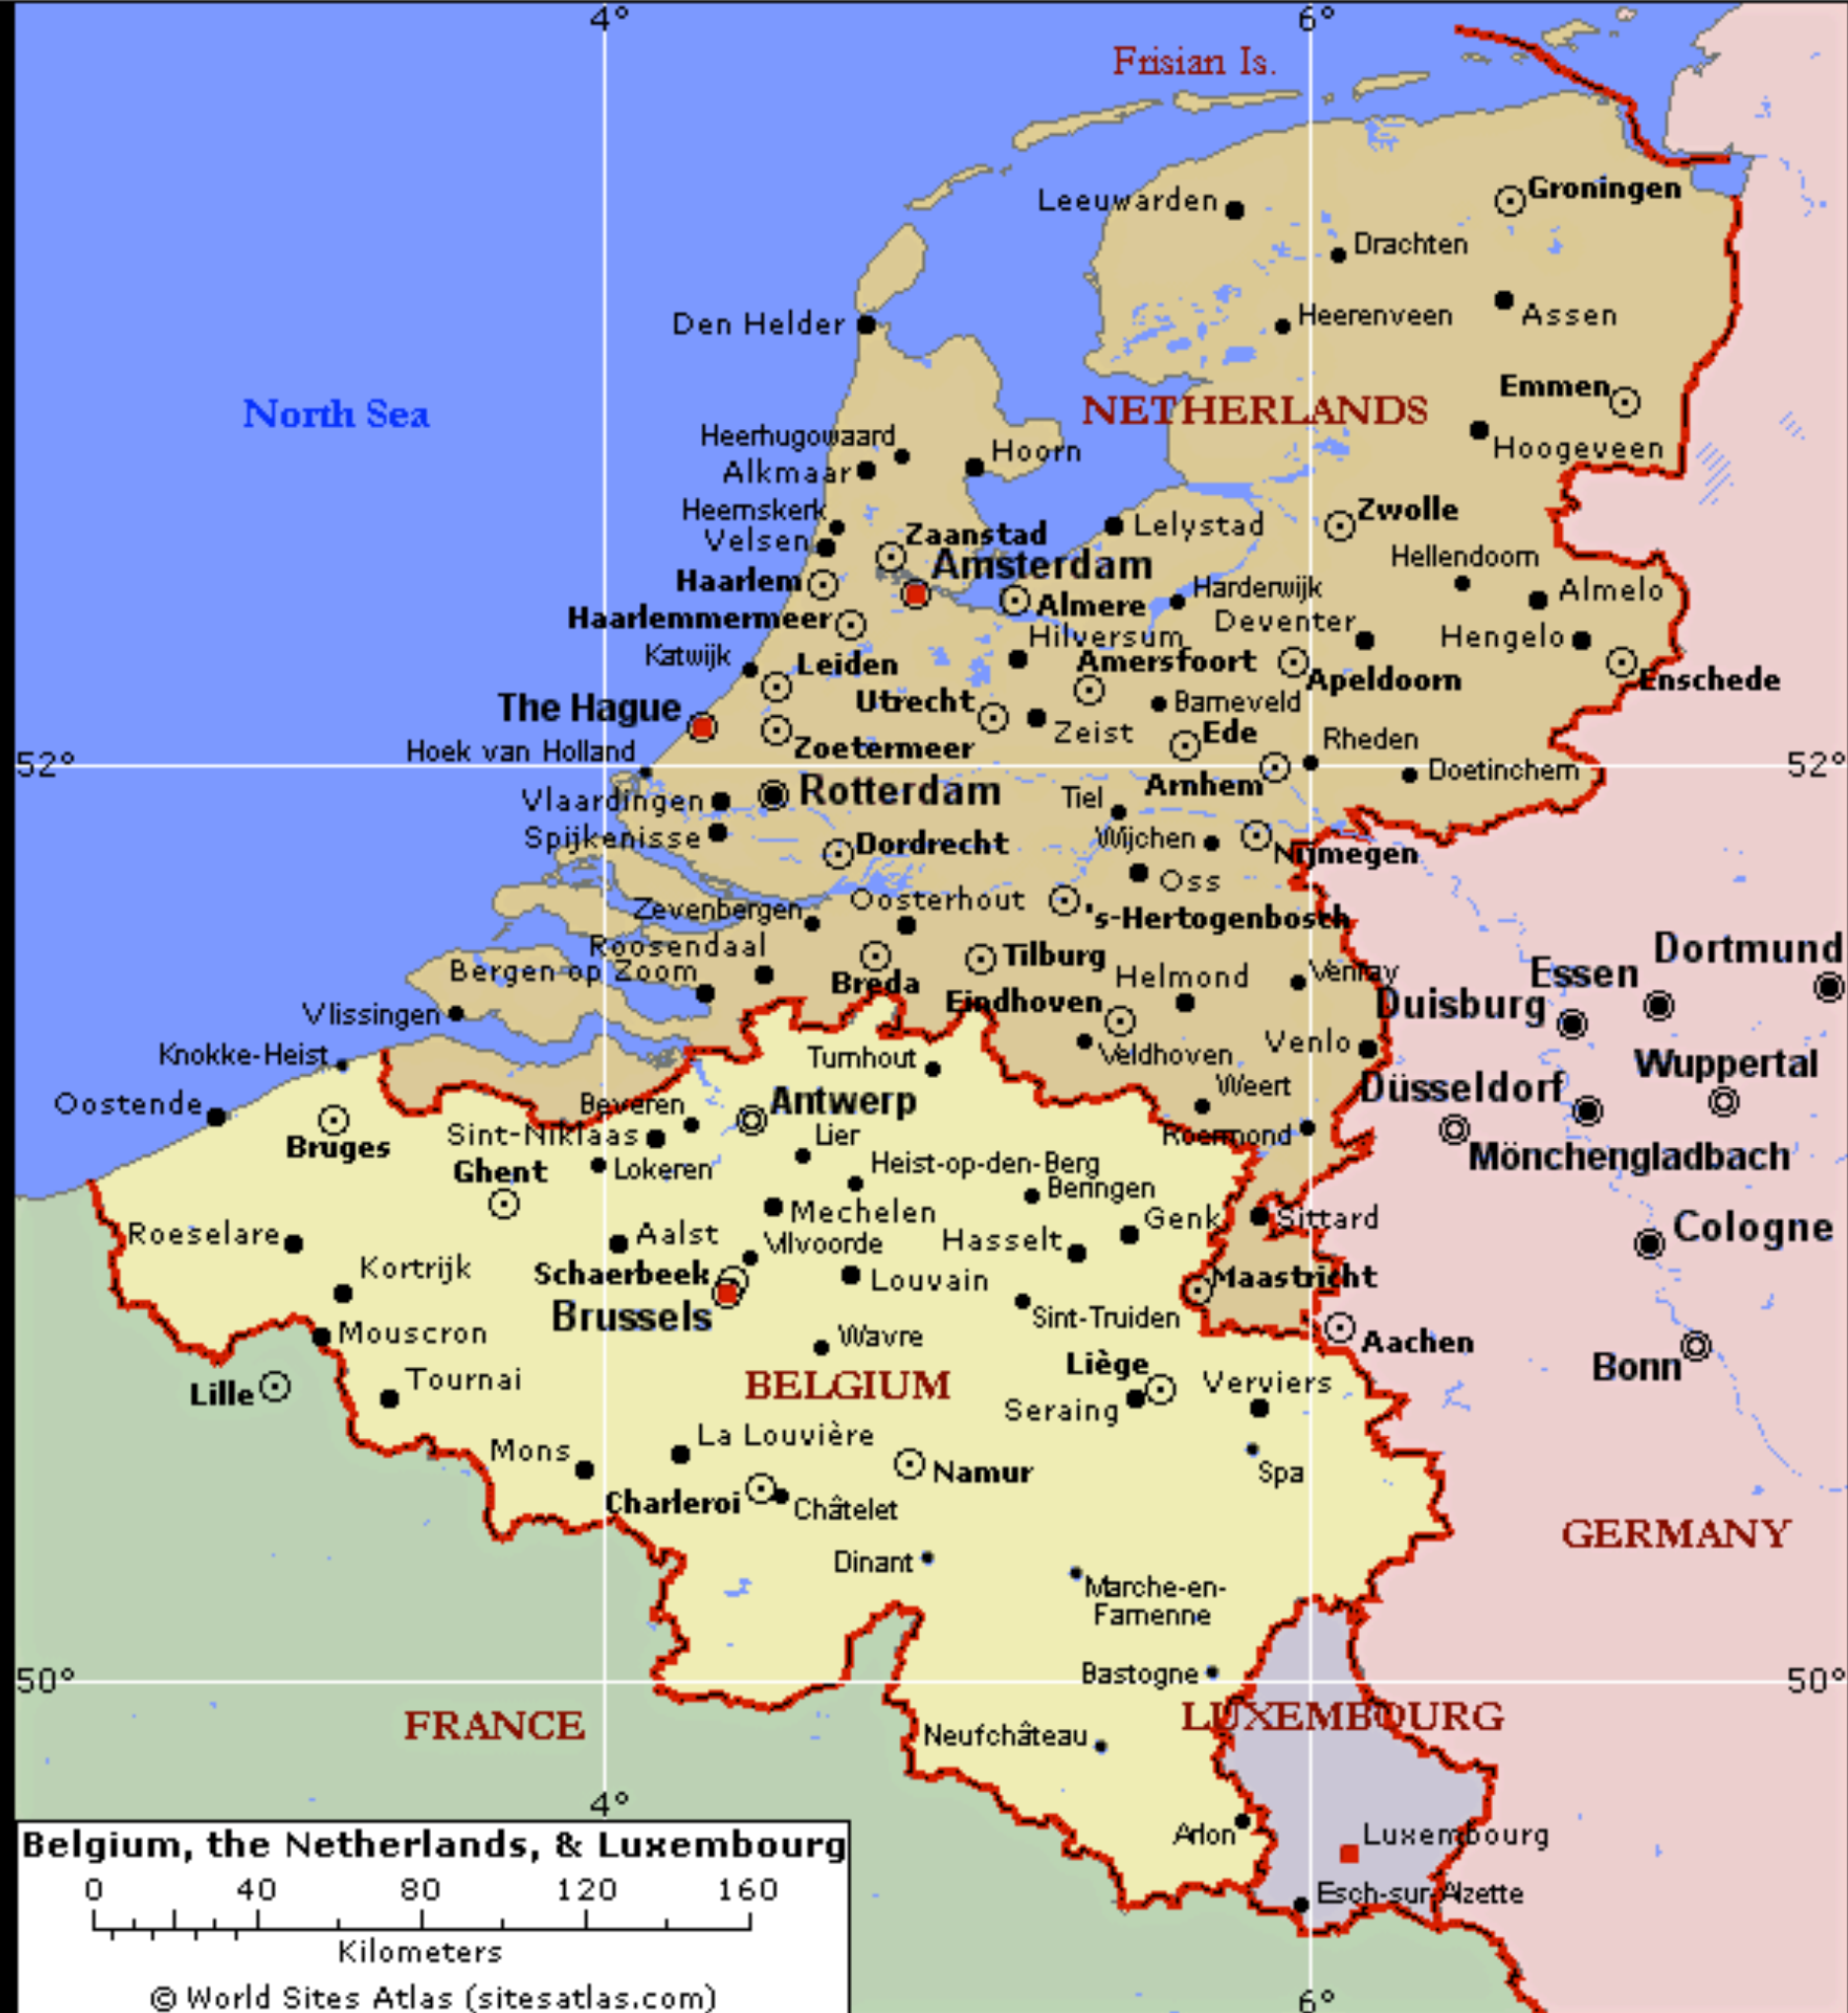 4°
6°
Frisian Is.
Groningen
Leeuwarden
Drachten
Heerenveen
Assen
Den Helder
Emmen
NETHERLANDS
North Sea
Heerhugowaard
Hoorn
Hoogeveen
Alkmaar
Heemskerk
Zwolle
Lelystad
Velsen
Zaanstad
Hellendoorn
Amsterdam
Haarlem
Harderwijk
Almelo
Almere
Haarlemmermeer
Deventer
Hilversum
Hengelo
Katwijk
Leiden
Amersfoort
Apeldoorn
Enschede
Utrecht
Barneveld
The Hague
Zeist
Ede
Rheden
Zoetermeer
Hoek van Holland
52°
52°
Doetinchem
Arnhem
Rotterdam
Tiel
Vlaardingen
Spijkenisse
Dordrecht
Wijchen
Nijmegen
Oss
Zevenbergen
Oosterhout
's-Hertogenbosch
Roosendaal
Dortmund
Tilburg
Bergen op Zoom
Helmond
Venray
Essen
Breda
Eindhoven
Duisburg
Vlissingen
Venlo
Knokke-Heist
Turnhout
Veldhoven
Wuppertal
Weert
Düsseldorf
Oostende
Beveren
Antwerp
Sint-Niklaas
Lier
Roermond
Bruges
Mönchengladbach
Ghent
Lokeren
Heist-op-den-Berg
Beringen
Mechelen
Genk
Sittard
Roeselare
Aalst
Vilvoorde
Hasselt
Cologne
Kortrijk
Schaerbeek
Louvain
Maastricht
Brussels
Sint-Truiden
Mouscron
Wavre
Aachen
Liège
Bonn
Tournai
BELGIUM
Verviers
Lille
Seraing
La Louvière
Mons
Namur
Spa
Charleroi
Châtelet
GERMANY
Dinant
Marche-en-
Famenne
Bastogne
50°
50°
FRANCE
LUXEMBOURG
Neufchâteau
4°
Arlon
Luxembourg
Esch-sur-Alzette
Belgium, the Netherlands, & Luxembourg
0 40 80 120 160
Kilometers
© World Sites Atlas (sitesatlas.com)
6°